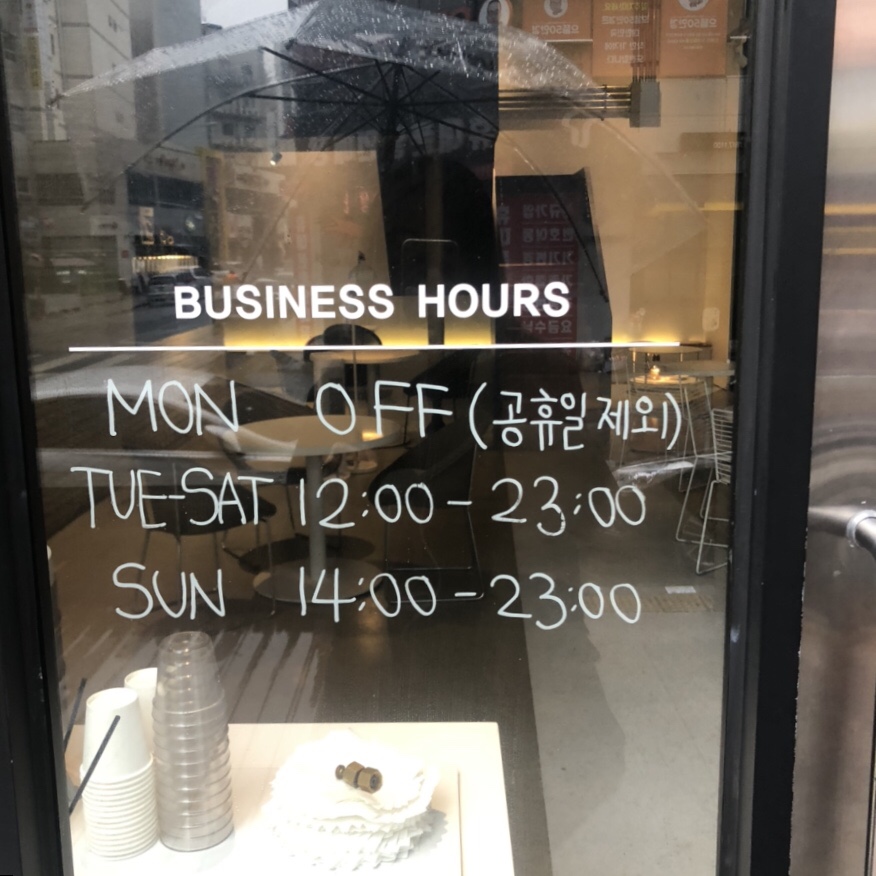 BUSINESS HOURS
MON OFF (공휴일 제외)
TUE-SAT 12:00-23:00
SUN 14:00-23:00